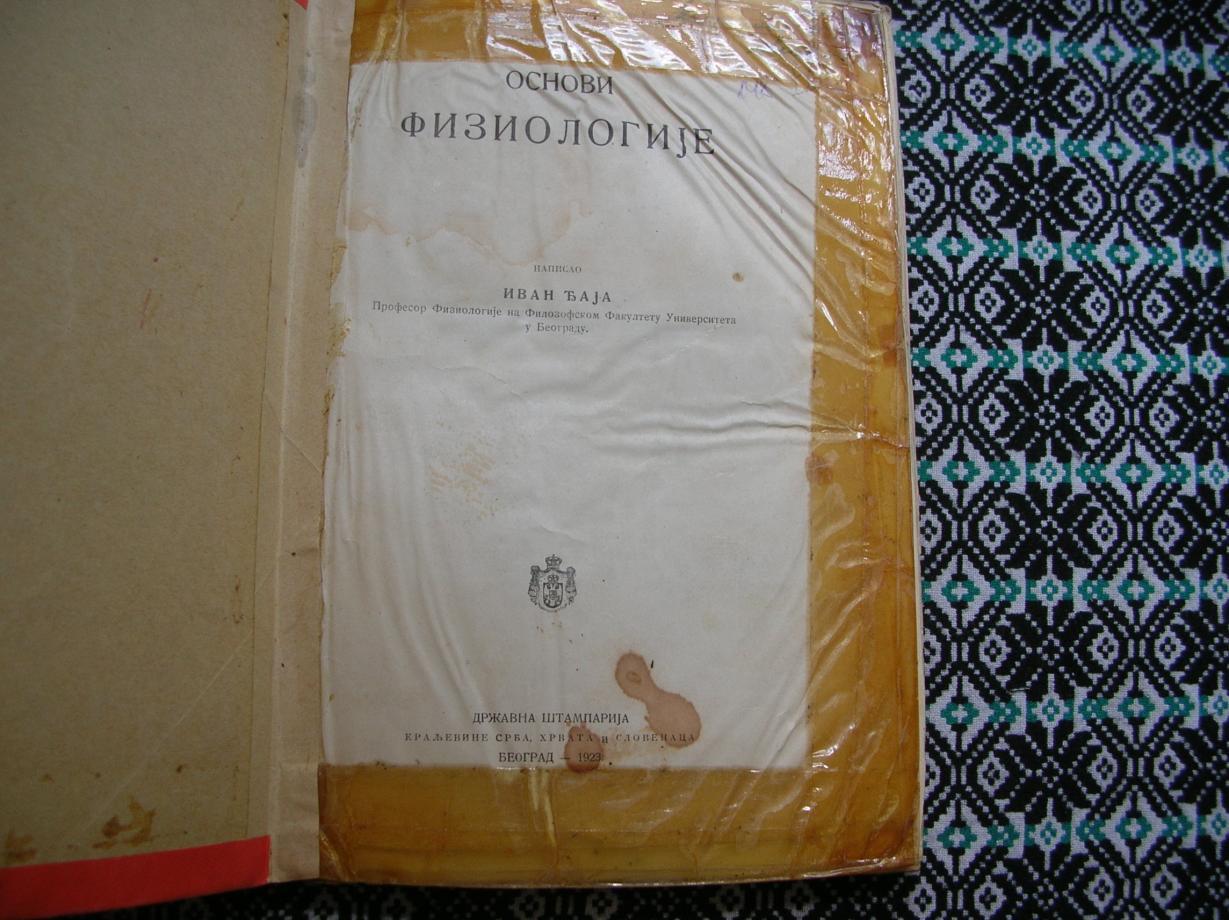 ОСНОВИ
ФИЗИОЛОГИЈЕ
НАПИСАО
ИВАН ЂАЈА
Професор Физиологије на Филозофском Факултету Универзитета
у Београду.
ДРЖАВНА ШТАМПАРИЈА
КРАЉЕВИНЕ СРБА, ХРВАТА И СЛОВЕНАЦА
БЕОГРАД — 1923.